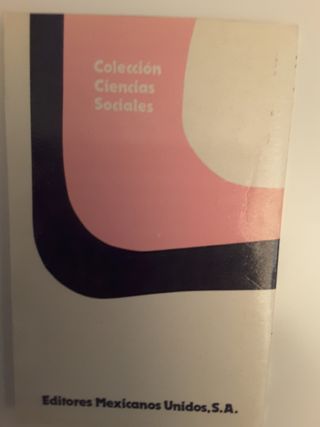 Colección
Ciencias
Sociales
Editores Mexicanos Unidos, S.A.